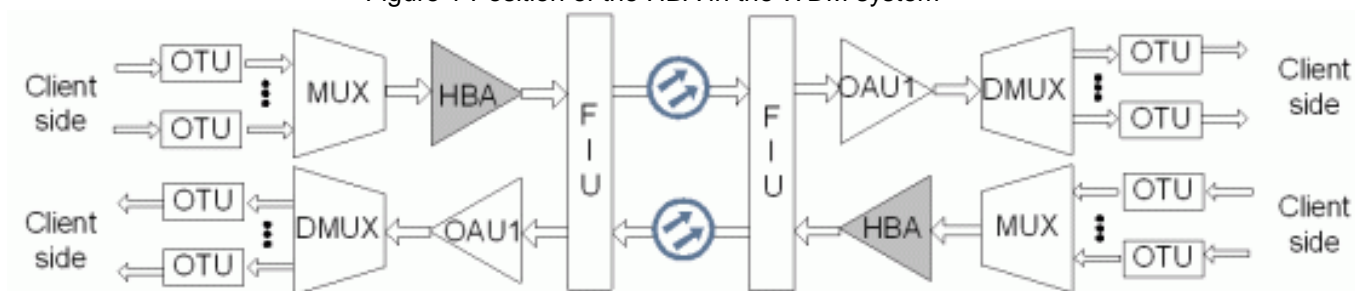 Figure Position of the HBA in the WDM system
Client
side
OTU
OTU
MUX
HBA
F
I
U
F
I
U
OAU1
DMUX
OTU
OTU
Client
side
Client
side
OTU
OTU
DMUX
OAU1
HBA
MUX
OTU
OTU
Client
side